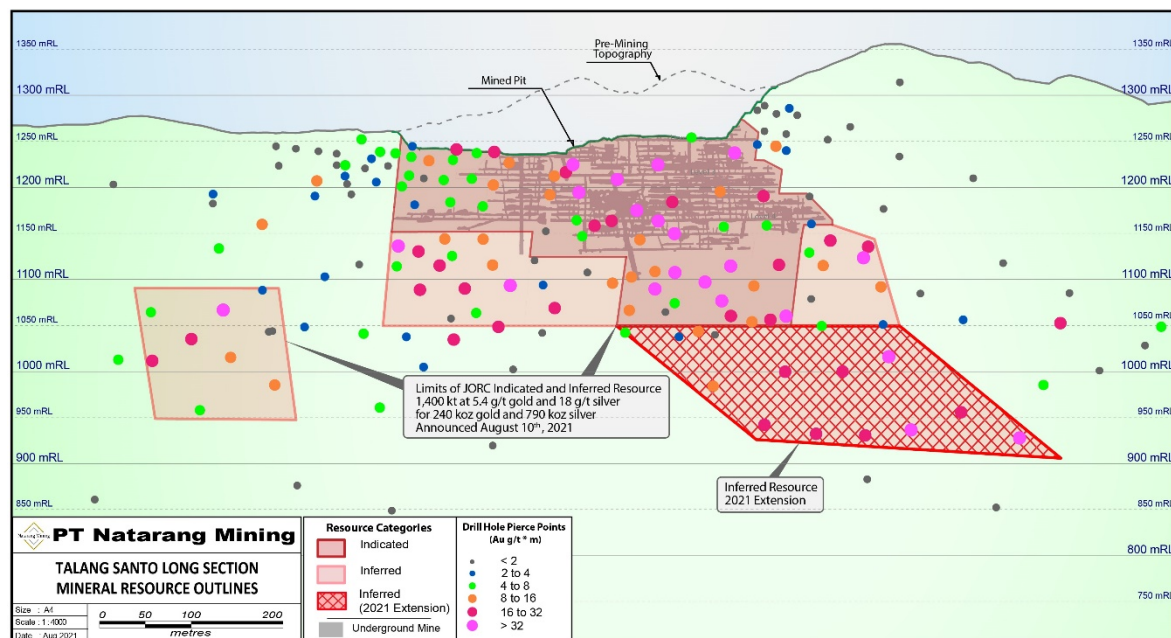 1350 mRL
1350 mRL
Pre-Mining
Topography
Mined Pit
1300 mRL
1300 mRL
1250 mRL
1250 mRL
1200 mRL
1200 mRL
1150 mRL
1150 mRL
1100 mRL
1100 mRL
1050 mRL
1050 mRL
1000 mRL
1000 mRL
Limits of JORC Indicated and Inferred Resource
1,400 kt at 5.4 g/t gold and 18 g/t silver
for 240 koz gold and 790 koz silver
Announced August 10th, 2021
950 mRL
950 mRL
900 mRL
900 mRL
Inferred Resource
2021 Extension
850 mRL
850 mRL
800 mRL
750 mRL
Natarang Mining
PT Natarang Mining
TALANG SANTO LONG SECTION
MINERAL RESOURCE OUTLINES
Size : A4
Scale : 1:4000
Date : Aug 2021
0 50 100 200
metres
Resource Categories
Indicated
Inferred
Inferred
(2021 Extension)
Underground Mine
Drill Hole Pierce Points
(Au g/t * m)
< 2
2 to 4
4 to 8
8 to 16
16 to 32
> 32